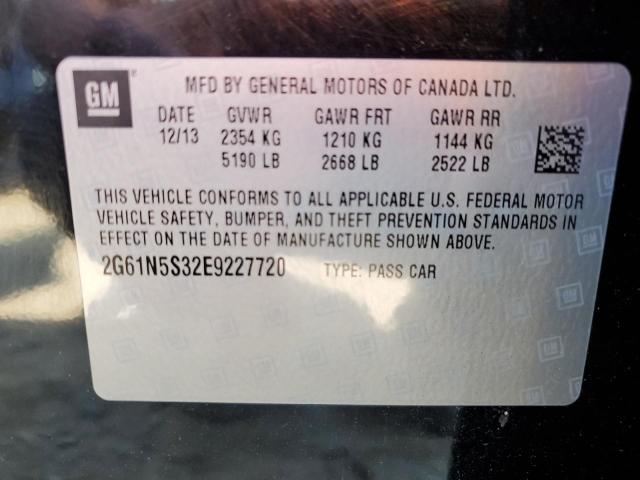 GM
MFD BY GENERAL MOTORS OF CANADA LTD.
DATE GVWR GAWR FRT GAWR RR
12/13 2354 KG 1210 KG 1144 KG
5190 LB 2668 LB 2522 LB
THIS VEHICLE CONFORMS TO ALL APPLICABLE U.S. FEDERAL MOTOR
VEHICLE SAFETY, BUMPER, AND THEFT PREVENTION STANDARDS IN
EFFECT ON THE DATE OF MANUFACTURE SHOWN ABOVE.
2G61N5S32E9227720 TYPE: PASS CAR